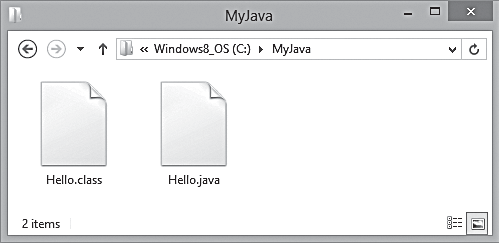 MyJava
« Windows8_OS (C:) MyJava
Hello.class Hello.java
2 items